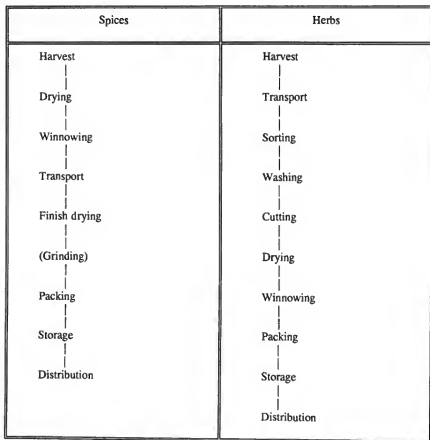 Spices
Herbs
Harvest
Drying
Winnowing
Transport
Finish drying
(Grinding)
Packing
Storage
Distribution
Harvest
Transport
Sorting
Washing
Cutting
Drying
Winnowing
Packing
Storage
Distribution